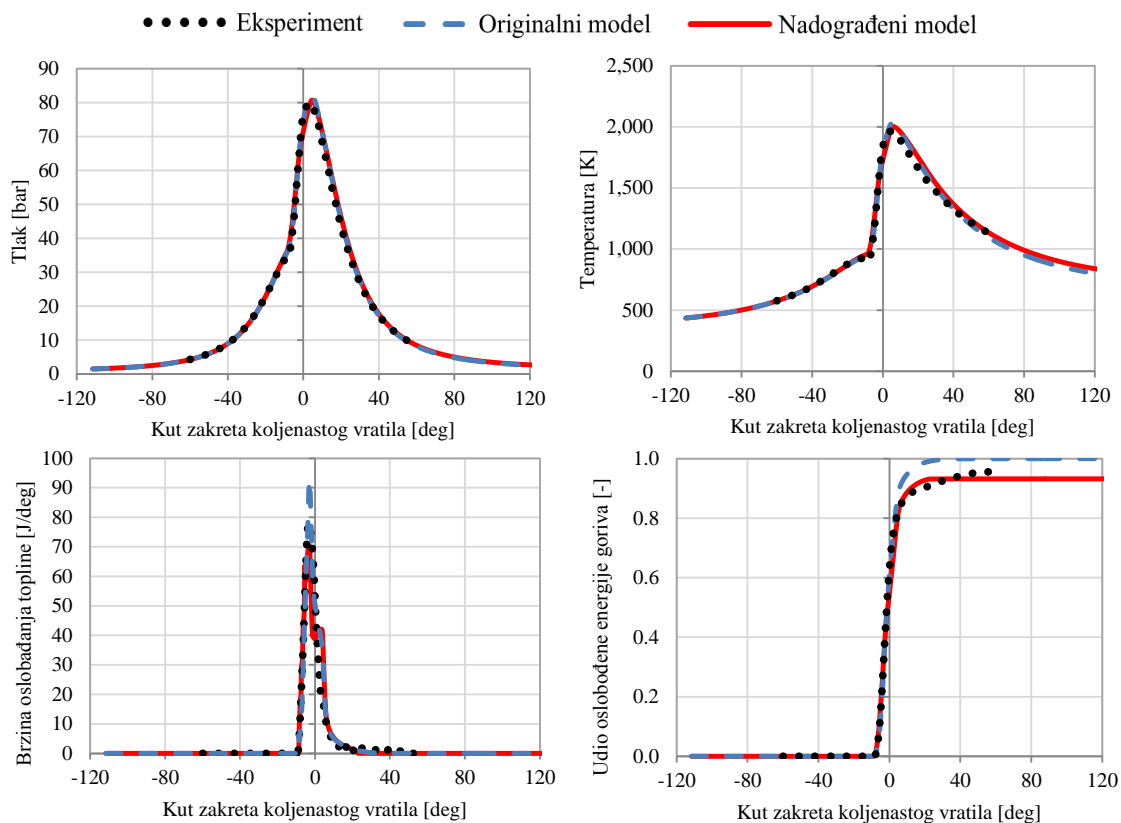 Eksperiment Originalni model Nadograđeni model
90
80
70
60
50
40
30
20
10
0
Tlak [bar]
-120 -80 -40 0 40 80 120
Kut zakreta koljenastog vratila [deg]
2,500
2,000
1,500
1,000
500
0
Temperatura [K]
-120 -80 -40 0 40 80 120
Kut zakreta koljenastog vratila [deg]
100
90
80
70
60
50
40
30
20
10
0
Brzina oslobađanja topline [J/deg]
-120 -80 -40 0 40 80 120
Kut zakreta koljenastog vratila [deg]
1.0
0.8
0.6
0.4
0.2
0.0
Udio oslobođene energije goriva [-]
-120 -80 -40 0 40 80 120
Kut zakreta koljenastog vratila [deg]